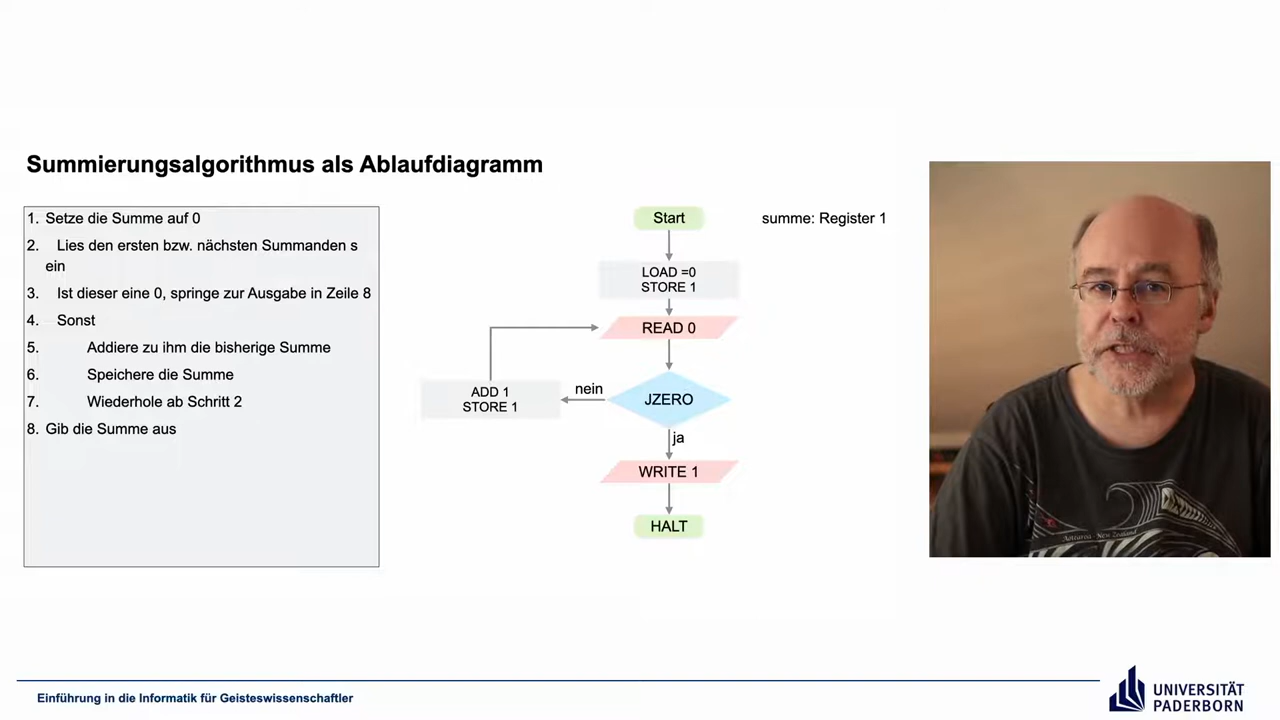 Summierungsalgorithmus als Ablaufdiagramm
1. Setze die Summe auf 0
2. Lies den ersten bzw. nächsten Summanden s
ein
3. Ist dieser eine 0, springe zur Ausgabe in Zeile 8
4. Sonst
5. Addiere zu ihm die bisherige Summe
6. Speichere die Summe
7. Wiederhole ab Schritt 2
8. Gib die Summe aus
Start
summe: Register 1
LOAD =0
STORE 1
READ 0
ADD 1
STORE 1
nein
JZERO
ja
WRITE 1
HALT
Aotearoa - New Zealand
Einführung in die Informatik für Geisteswissenschaftler
UNIVERSITÄT
PADERBORN